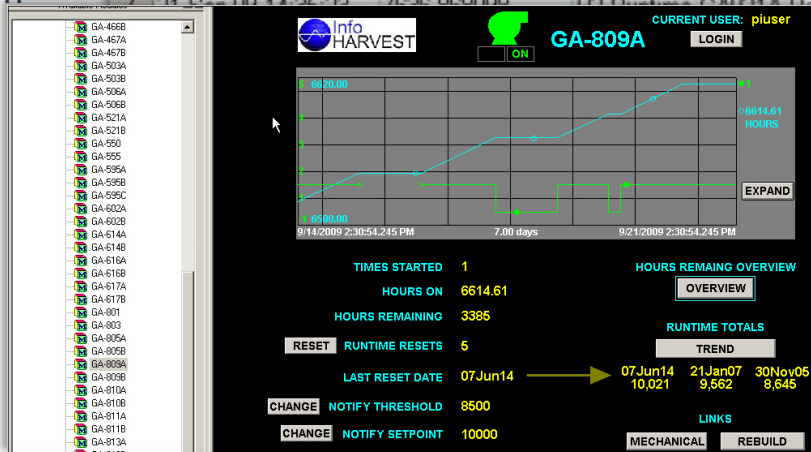 GA-466B
GA-467A
GA-467B
GA-503A
GA-503B
GA-506A
GA-506B
GA-521A
GA-521B
GA-550
GA-555
GA-595A
GA-595B
GA-595C
GA-602A
GA-602B
GA-614A
GA-614B
GA-616A
GA-616B
GA-617A
GA-617B
GA-801
GA-803
GA-805A
GA-805B
GA-809A
GA-809B
GA-810A
GA-810B
GA-811A
GA-811B
GA-813A
Info
HARVEST
ON
GA-809A
CURRENT USER: piuser
LOGIN
5 6620.00
4
3
2
1 6500.00
1
6614.61
HOURS
9/14/2009 2:30:54.245 PM 7.00 days 9/21/2009 2:30:54.245 PM
EXPAND
TIMES STARTED 1
HOURS ON 6614.61
HOURS REMAINING 3385
RESET RUNTIME RESETS 5
LAST RESET DATE 07Jun14
CHANGE NOTIFY THRESHOLD 8500
CHANGE NOTIFY SETPOINT 10000
HOURS REMAING OVERVIEW
OVERVIEW
RUNTIME TOTALS
TREND
07Jun14 21Jan07 30Nov05
10,021 9,562 8,645
LINKS
MECHANICAL REBUILD